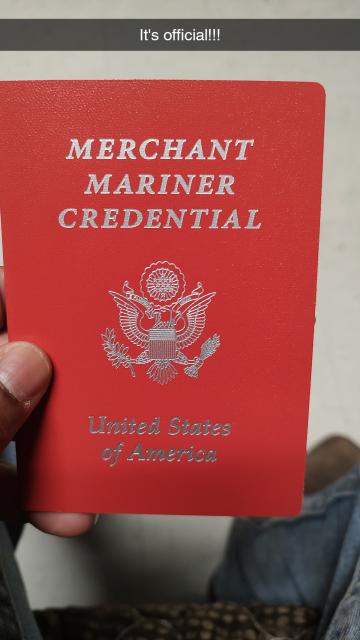 It's official!!!
MERCHANT
MARINER
CREDENTIAL
United States
of America